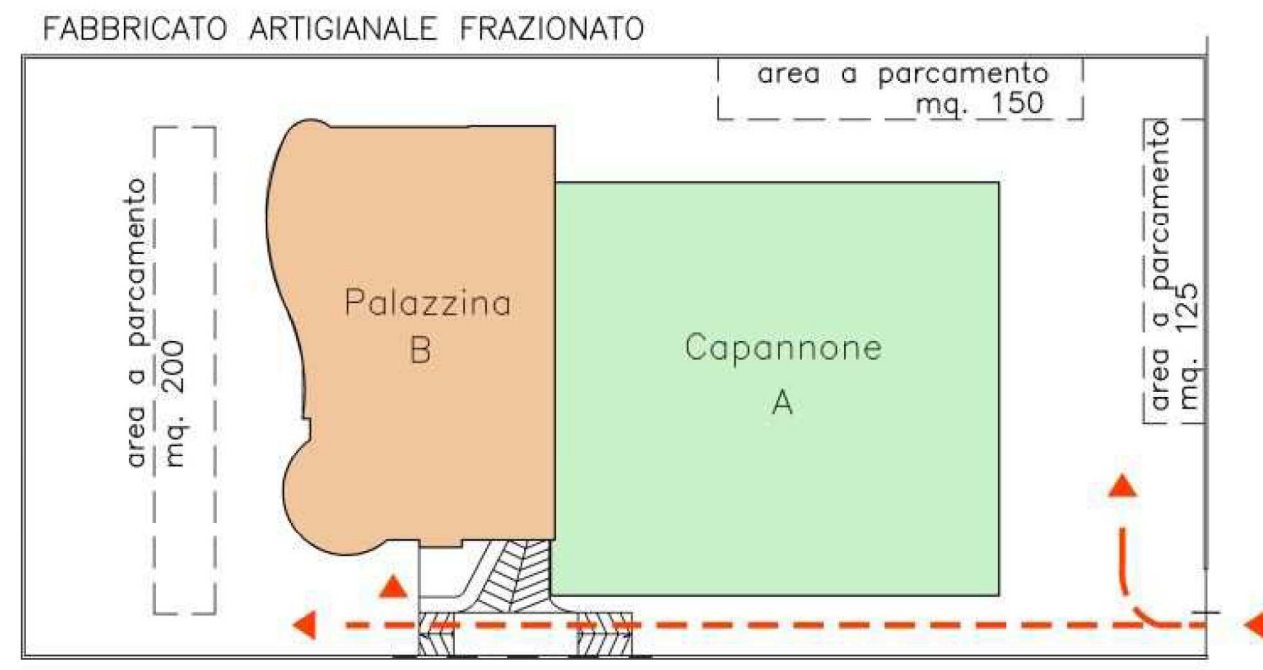 FABBRICATO ARTIGIANALE FRAZIONATO
area a parcamento
mq. 150
area a parcamento
mq. 200
Palazzina
B
Capannone
A
area a parcamento
mq. 125